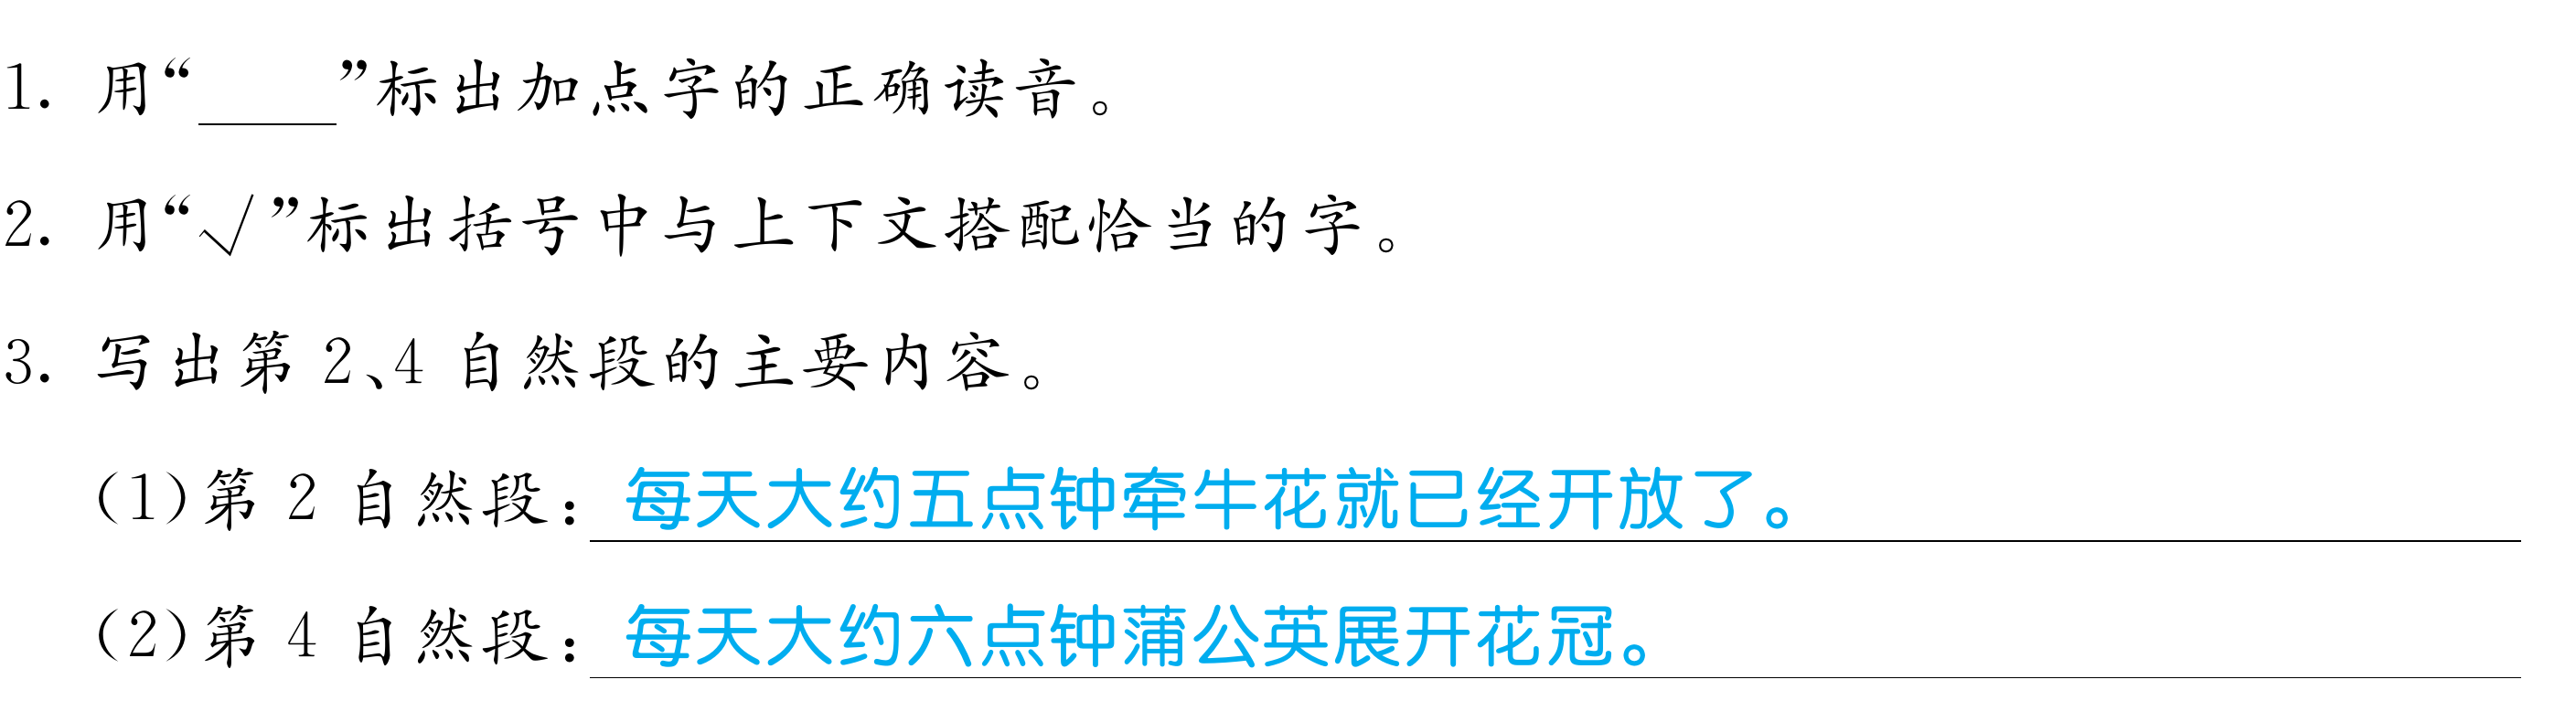 1. 用“____”标出加点字的正确读音。
2. 用“√”标出括号中与上下文搭配恰当的字。
3. 写出第 2、4 自然段的主要内容。
(1)第 2 自然段：每天大约五点钟牵牛花就已经开放了。
(2)第 4 自然段：每天大约六点钟蒲公英展开花冠。